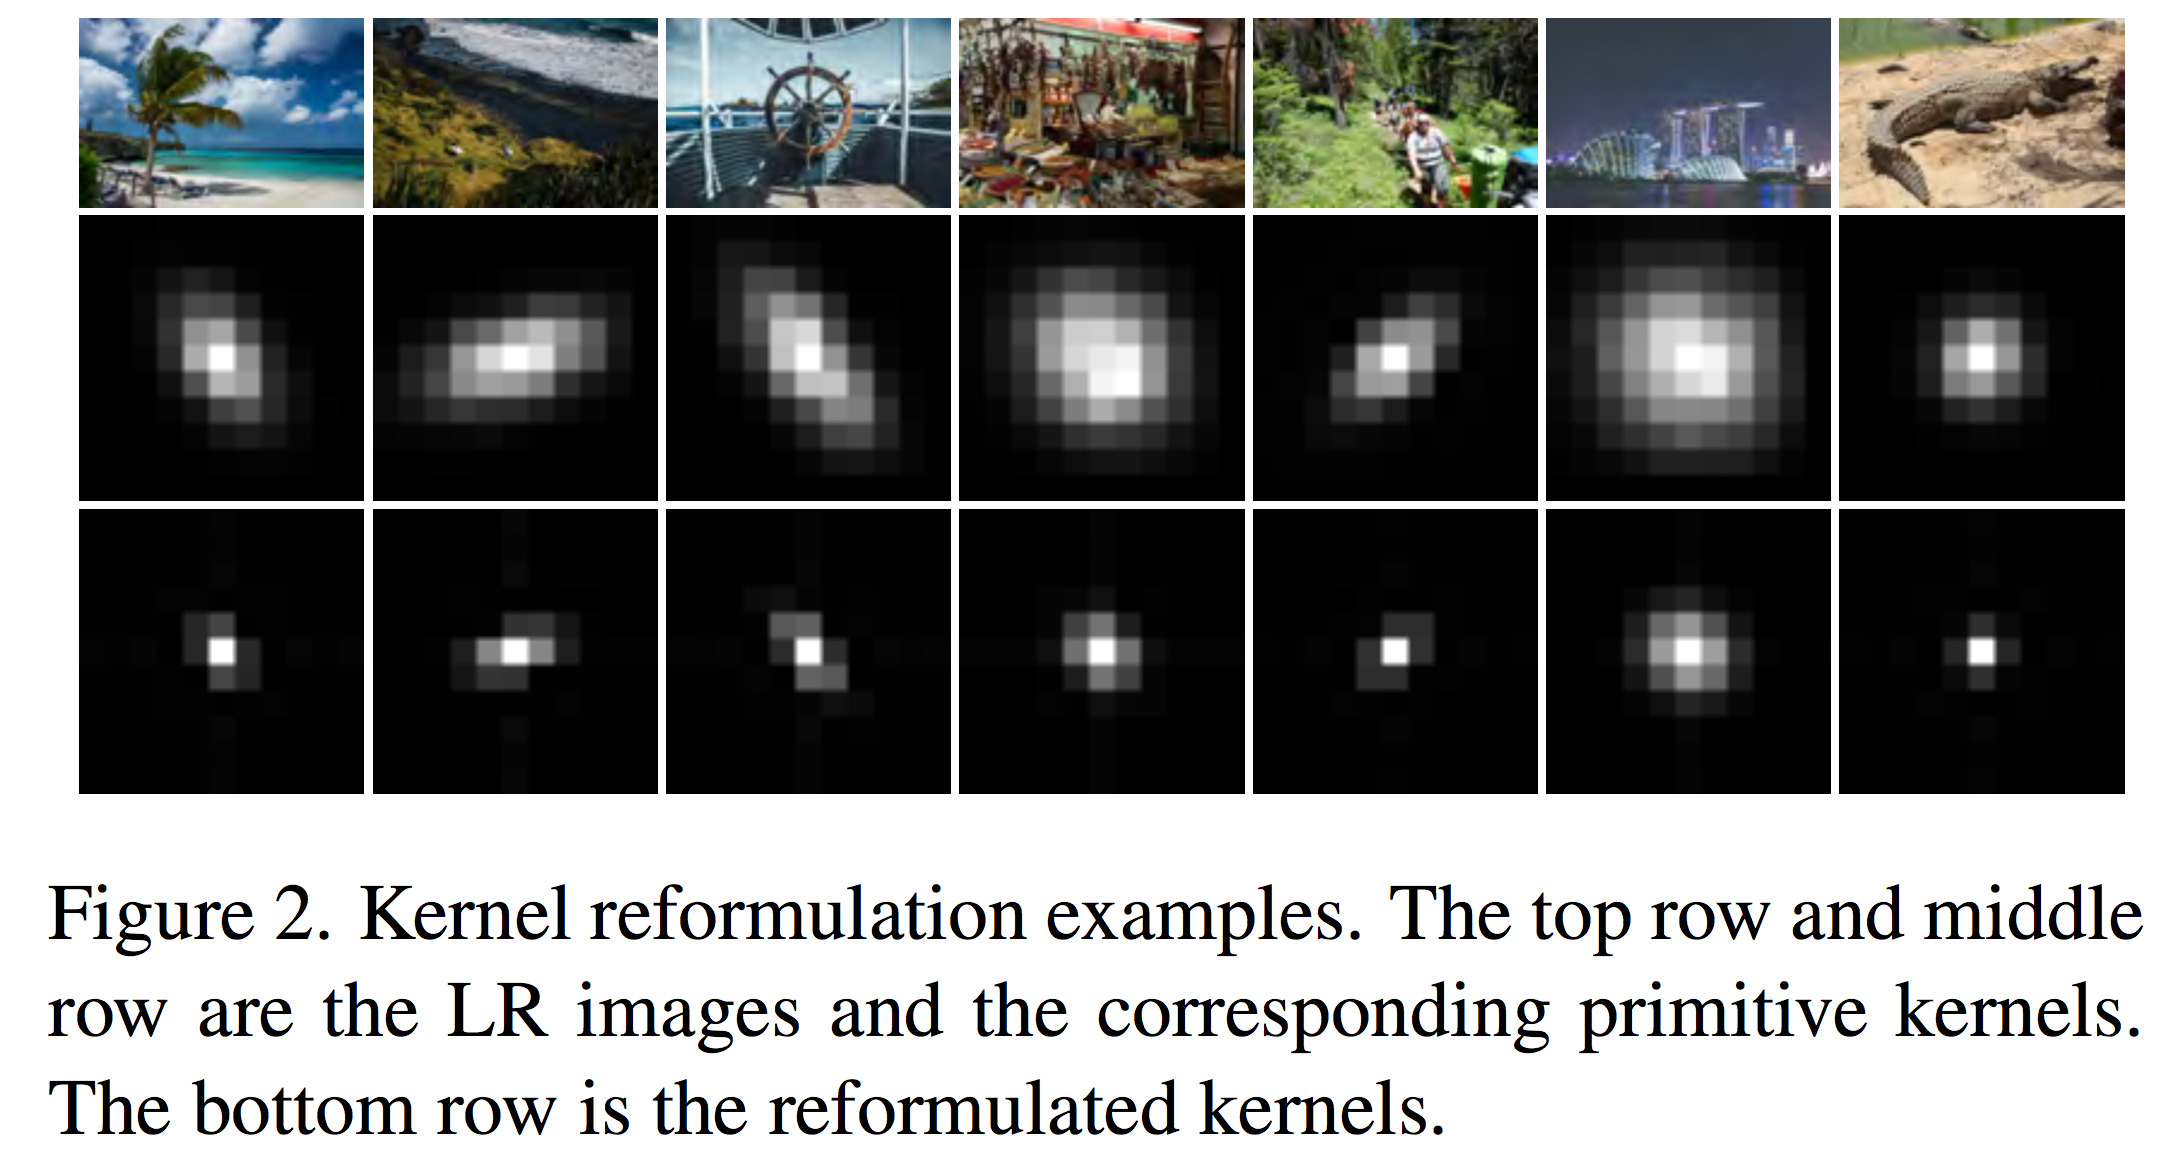 Figure 2. Kernel reformulation examples. The top row and middle
row are the LR images and the corresponding primitive kernels.
The bottom row is the reformulated kernels.